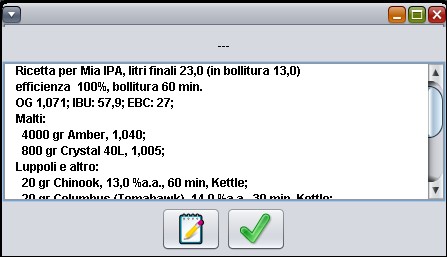 ---
Ricetta per Mia IPA, litri finali 23,0 (in bollitura 13,0)
efficienza 100%, bollitura 60 min.
OG 1,071; IBU: 57,9; EBC: 27;
Malti:
4000 gr Amber, 1,040;
800 gr Crystal 40L, 1,005;
Luppoli e altro:
20 gr Chinook, 13,0 %a.a., 60 min, Kettle;
20 gr Columbus (Tomahawk), 14,0 %a.a., 30 min, Kettle;